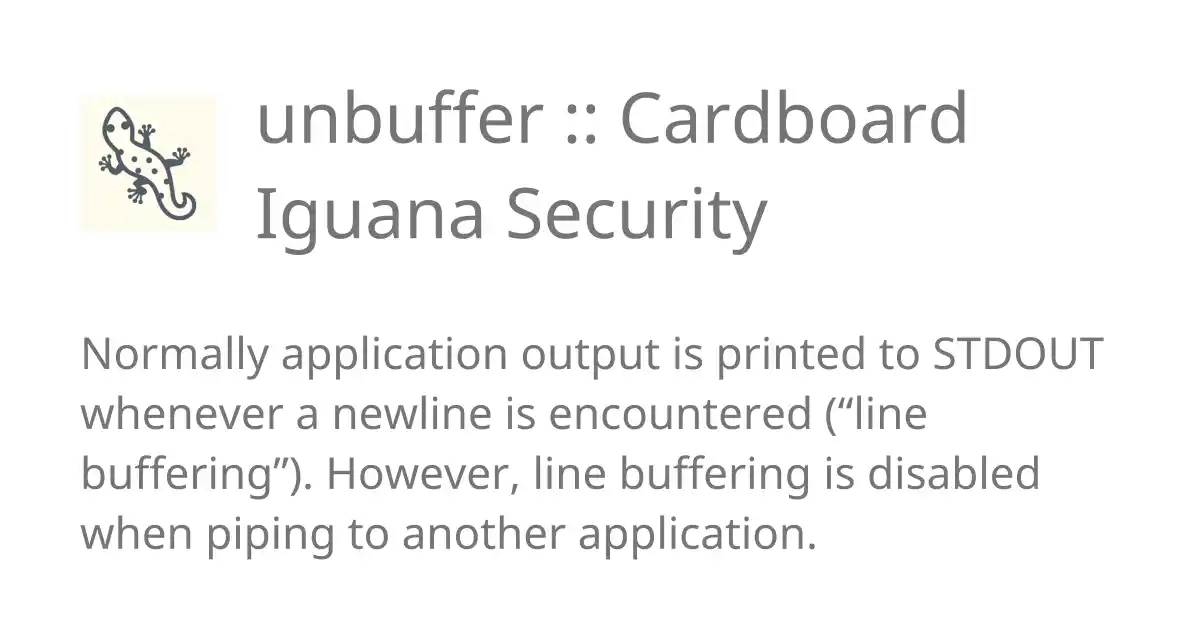 unbuffer :: Cardboard
Iguana Security
Normally application output is printed to STDOUT
whenever a newline is encountered (“line
buffering”). However, line buffering is disabled
when piping to another application.